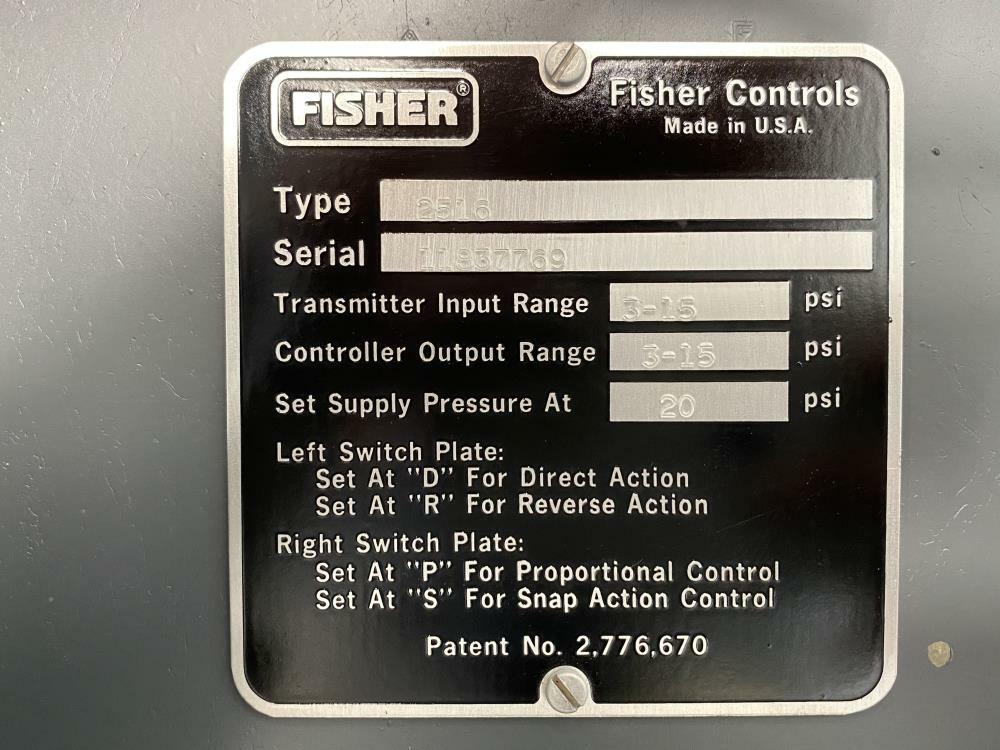 FISHER®
Fisher Controls
Made in U.S.A.
Type 2516
Serial 11937769
Transmitter Input Range 3-15 psi
Controller Output Range 3-15 psi
Set Supply Pressure At 20 psi
Left Switch Plate:
Set At "D" For Direct Action
Set At "R" For Reverse Action
Right Switch Plate:
Set At "P" For Proportional Control
Set At "S" For Snap Action Control
Patent No. 2,776,670